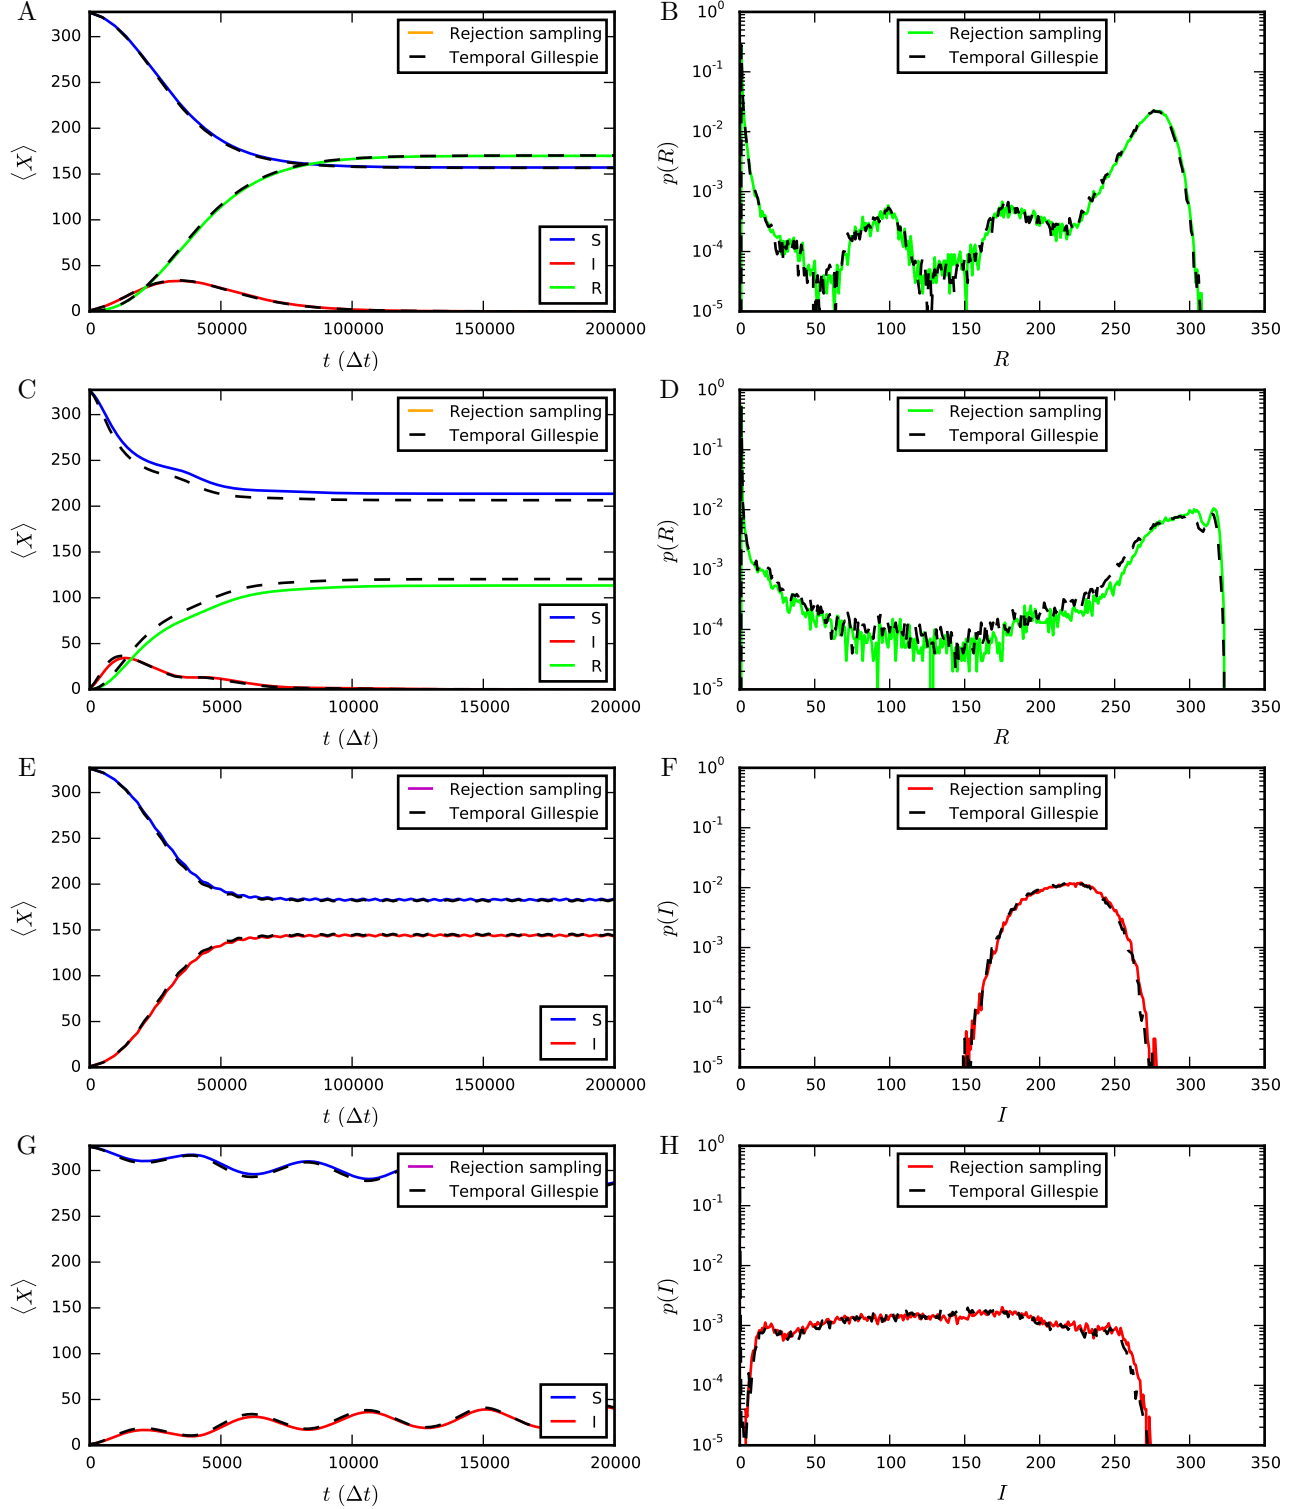 A
Rejection sampling
Temporal Gillespie
⟨X⟩
300
250
200
150
100
50
0
S
I
R
0 50000 100000 150000 200000
t (Δt)
B
Rejection sampling
Temporal Gillespie
p(R)
10^0
10^-1
10^-2
10^-3
10^-4
10^-5
0 50 100 150 200 250 300 350
R
C
Rejection sampling
Temporal Gillespie
⟨X⟩
300
250
200
150
100
50
0
S
I
R
0 5000 10000 15000 20000
t (Δt)
D
Rejection sampling
Temporal Gillespie
p(R)
10^0
10^-1
10^-2
10^-3
10^-4
10^-5
0 50 100 150 200 250 300 350
R
E
Rejection sampling
Temporal Gillespie
⟨X⟩
300
250
200
150
100
50
0
S
I
0 50000 100000 150000 200000
t (Δt)
F
Rejection sampling
Temporal Gillespie
p(I)
10^0
10^-1
10^-2
10^-3
10^-4
10^-5
0 50 100 150 200 250 300 350
I
G
Rejection sampling
Temporal Gillespie
⟨X⟩
300
250
200
150
100
50
0
S
I
0 5000 10000 15000 20000
t (Δt)
H
Rejection sampling
Temporal Gillespie
p(I)
10^0
10^-1
10^-2
10^-3
10^-4
10^-5
0 50 100 150 200 250 300 350
I